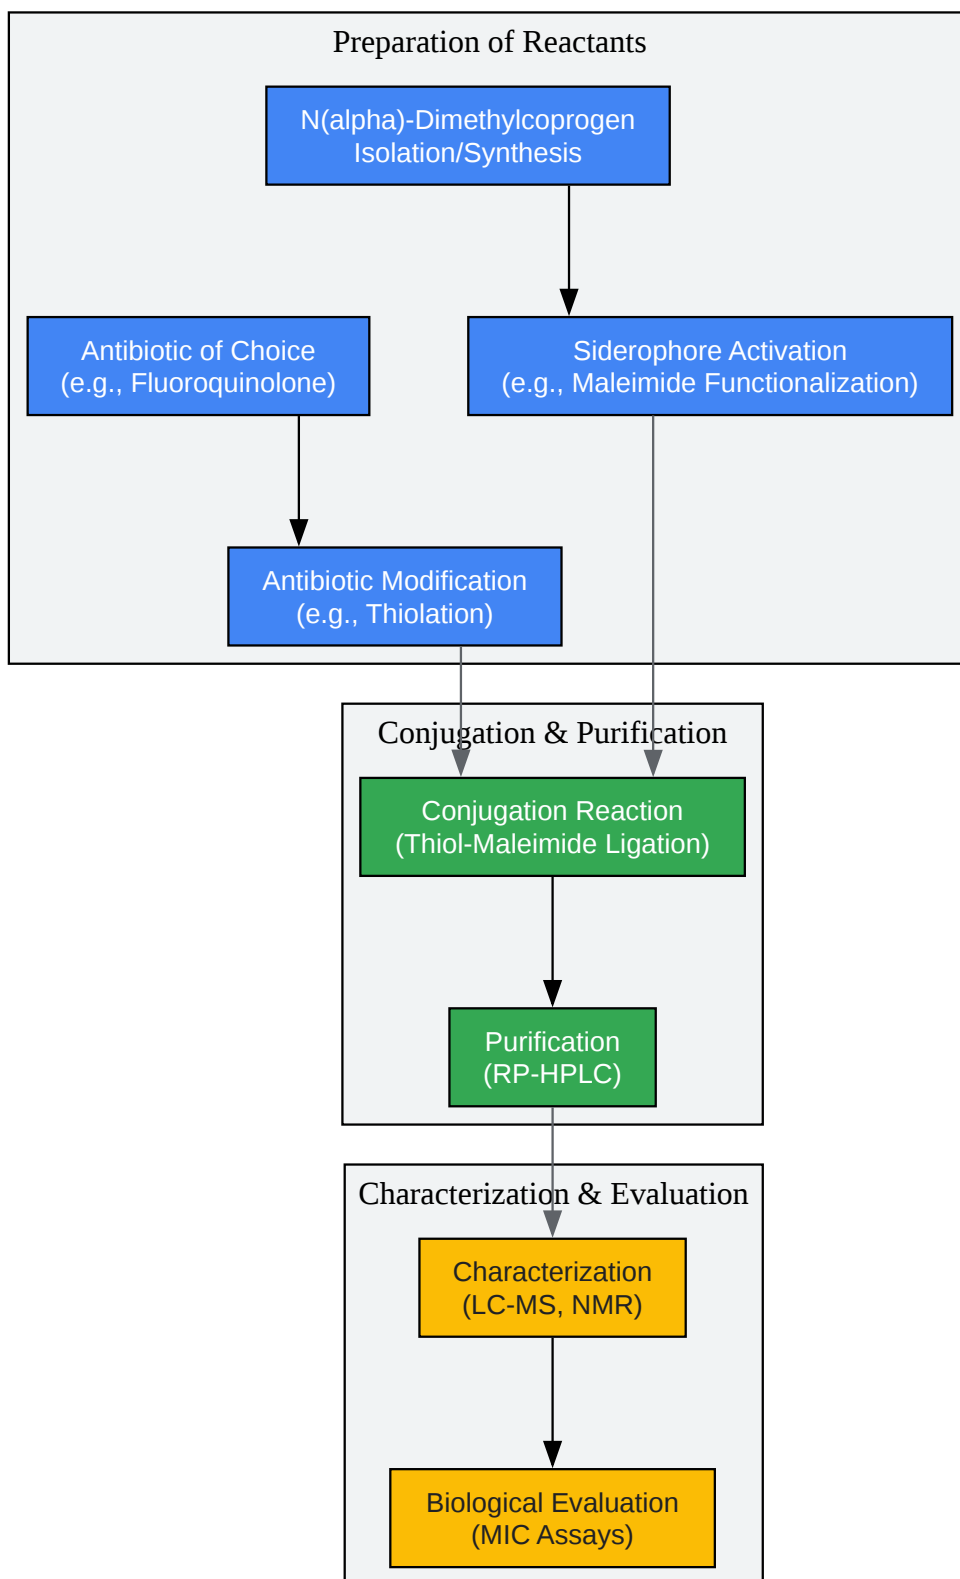 Preparation of Reactants
N(alpha)-Dimethylcoprogen
Isolation/Synthesis
Antibiotic of Choice
(e.g., Fluoroquinolone)
Siderophore Activation
(e.g., Maleimide Functionalization)
Antibiotic Modification
(e.g., Thiolation)
Conjugation & Purification
Conjugation Reaction
(Thiol-Maleimide Ligation)
Purification
(RP-HPLC)
Characterization & Evaluation
Characterization
(LC-MS, NMR)
Biological Evaluation
(MIC Assays)